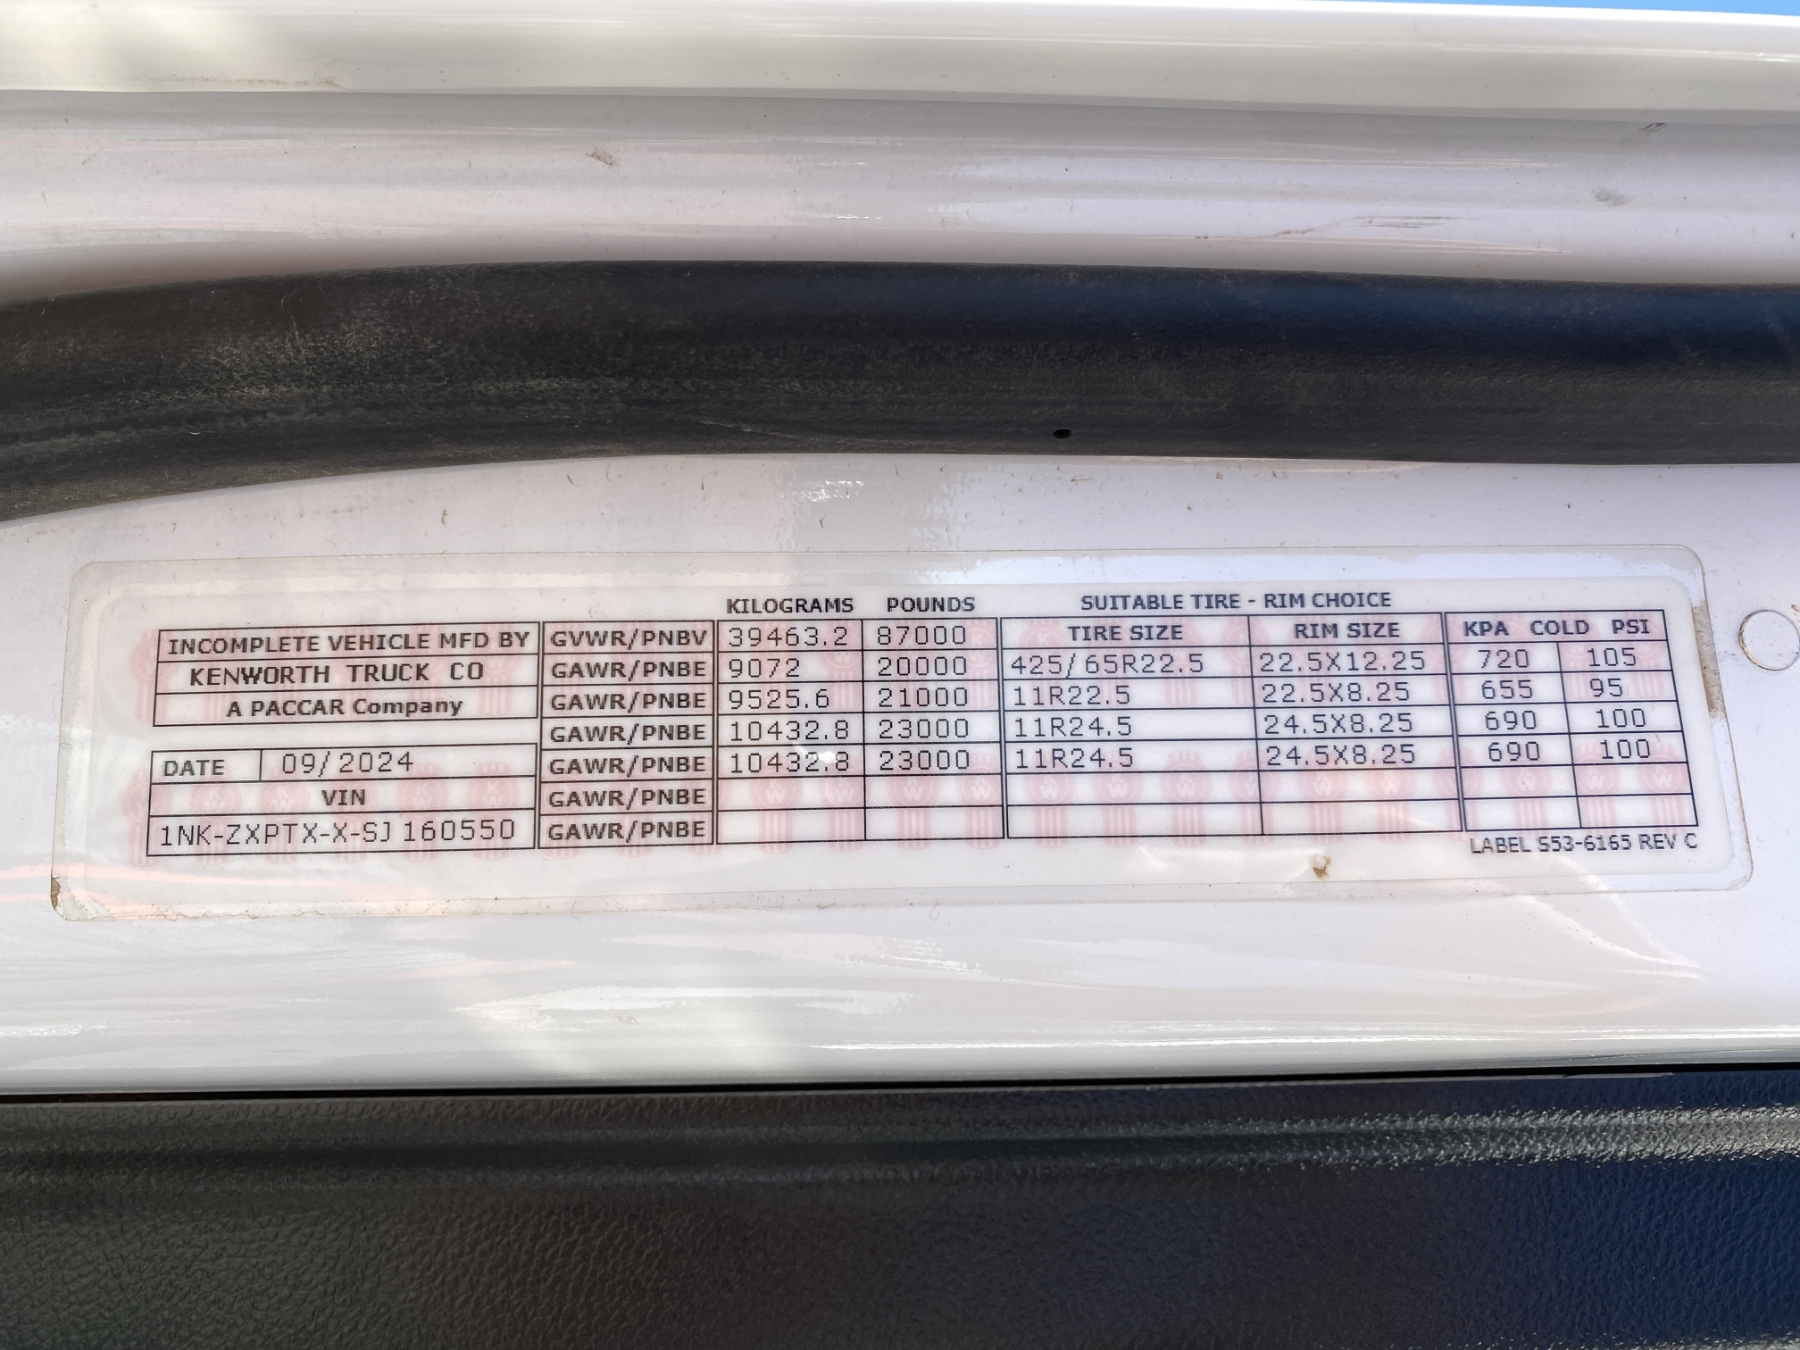 KILOGRAMS POUNDS SUITABLE TIRE - RIM CHOICE
INCOMPLETE VEHICLE MFD BY GVWR/PNBV 39463.2 87000 TIRE SIZE RIM SIZE KPA COLD PSI
KENWORTH TRUCK CO GAWR/PNBE 9072 20000 425/65R22.5 22.5X12.25 720 105
A PACCAR Company GAWR/PNBE 9525.6 21000 11R22.5 22.5X8.25 655 95
GAWR/PNBE 10432.8 23000 11R24.5 24.5X8.25 690 100
DATE 09/2024 GAWR/PNBE 10432.8 23000 11R24.5 24.5X8.25 690 100
VIN GAWR/PNBE
1NK-ZXPTX-X-SJ160550 GAWR/PNBE
LABEL S53-6165 REV C